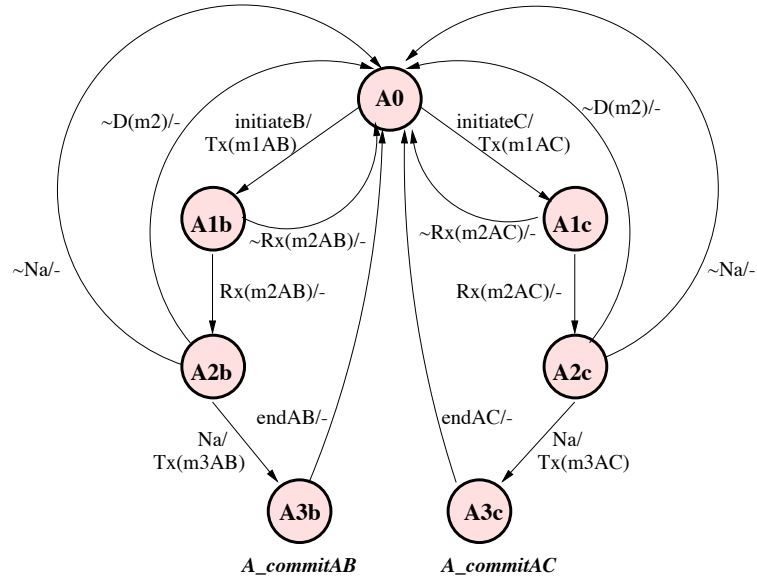 A0
~D(m2)/-
initiateB/
Tx(m1AB)
initiateC/
Tx(m1AC)
~D(m2)/-
A1b
~Rx(m2AB)/-
~Rx(m2AC)/-
A1c
~Na/-
Rx(m2AB)/-
Rx(m2AC)/-
~Na/-
A2b
A2c
Na/
Tx(m3AB)
endAB/-
endAC/-
Na/
Tx(m3AC)
A3b
A3c
A_commitAB
A_commitAC